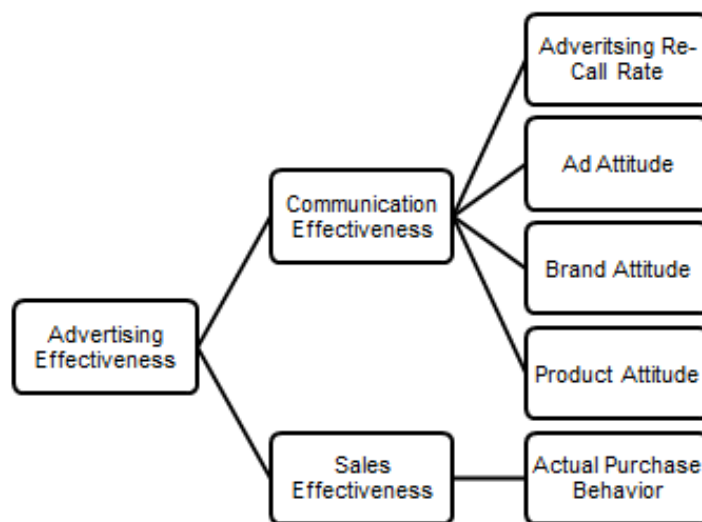 Adveritsing Re-
Call Rate
Ad Attitude
Communication
Effectiveness
Brand Attitude
Advertising
Effectiveness
Product Attitude
Sales
Effectiveness
Actual Purchase
Behavior